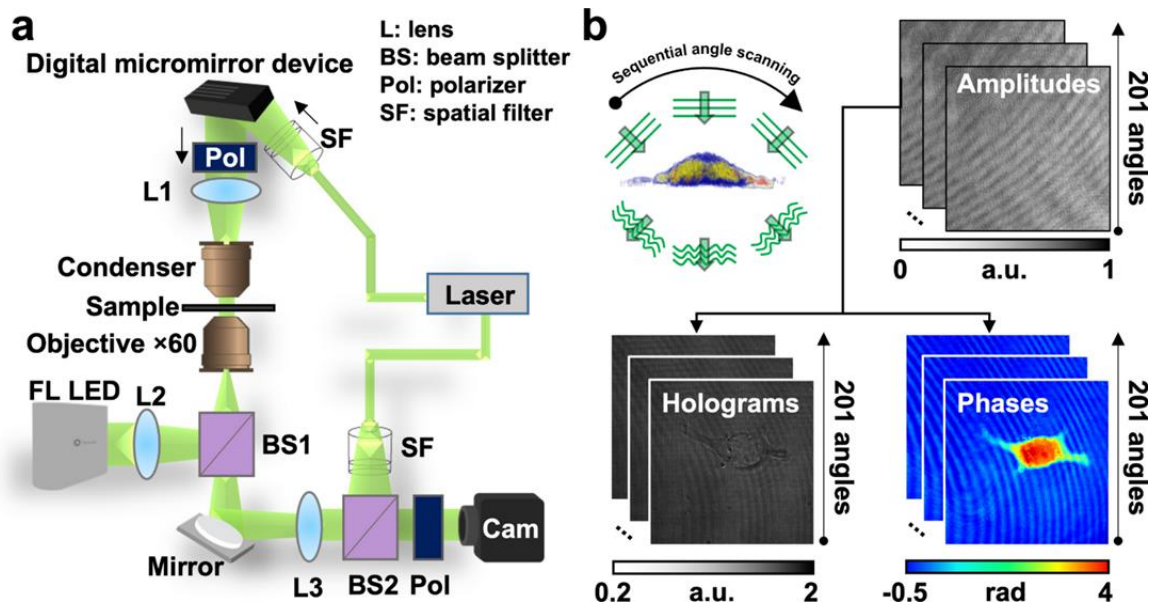 a
L: lens
BS: beam splitter
Pol: polarizer
SF: spatial filter
Digital micromirror device
SF
Pol
L1
Condenser
Sample
Laser
Objective ×60
FL LED
L2
BS1
SF
Cam
Mirror
L3
BS2
Pol
b
Sequential angle scanning
Amplitudes
201 angles
0
a.u.
1
Holograms
201 angles
0.2
a.u.
2
Phases
201 angles
-0.5
rad
4